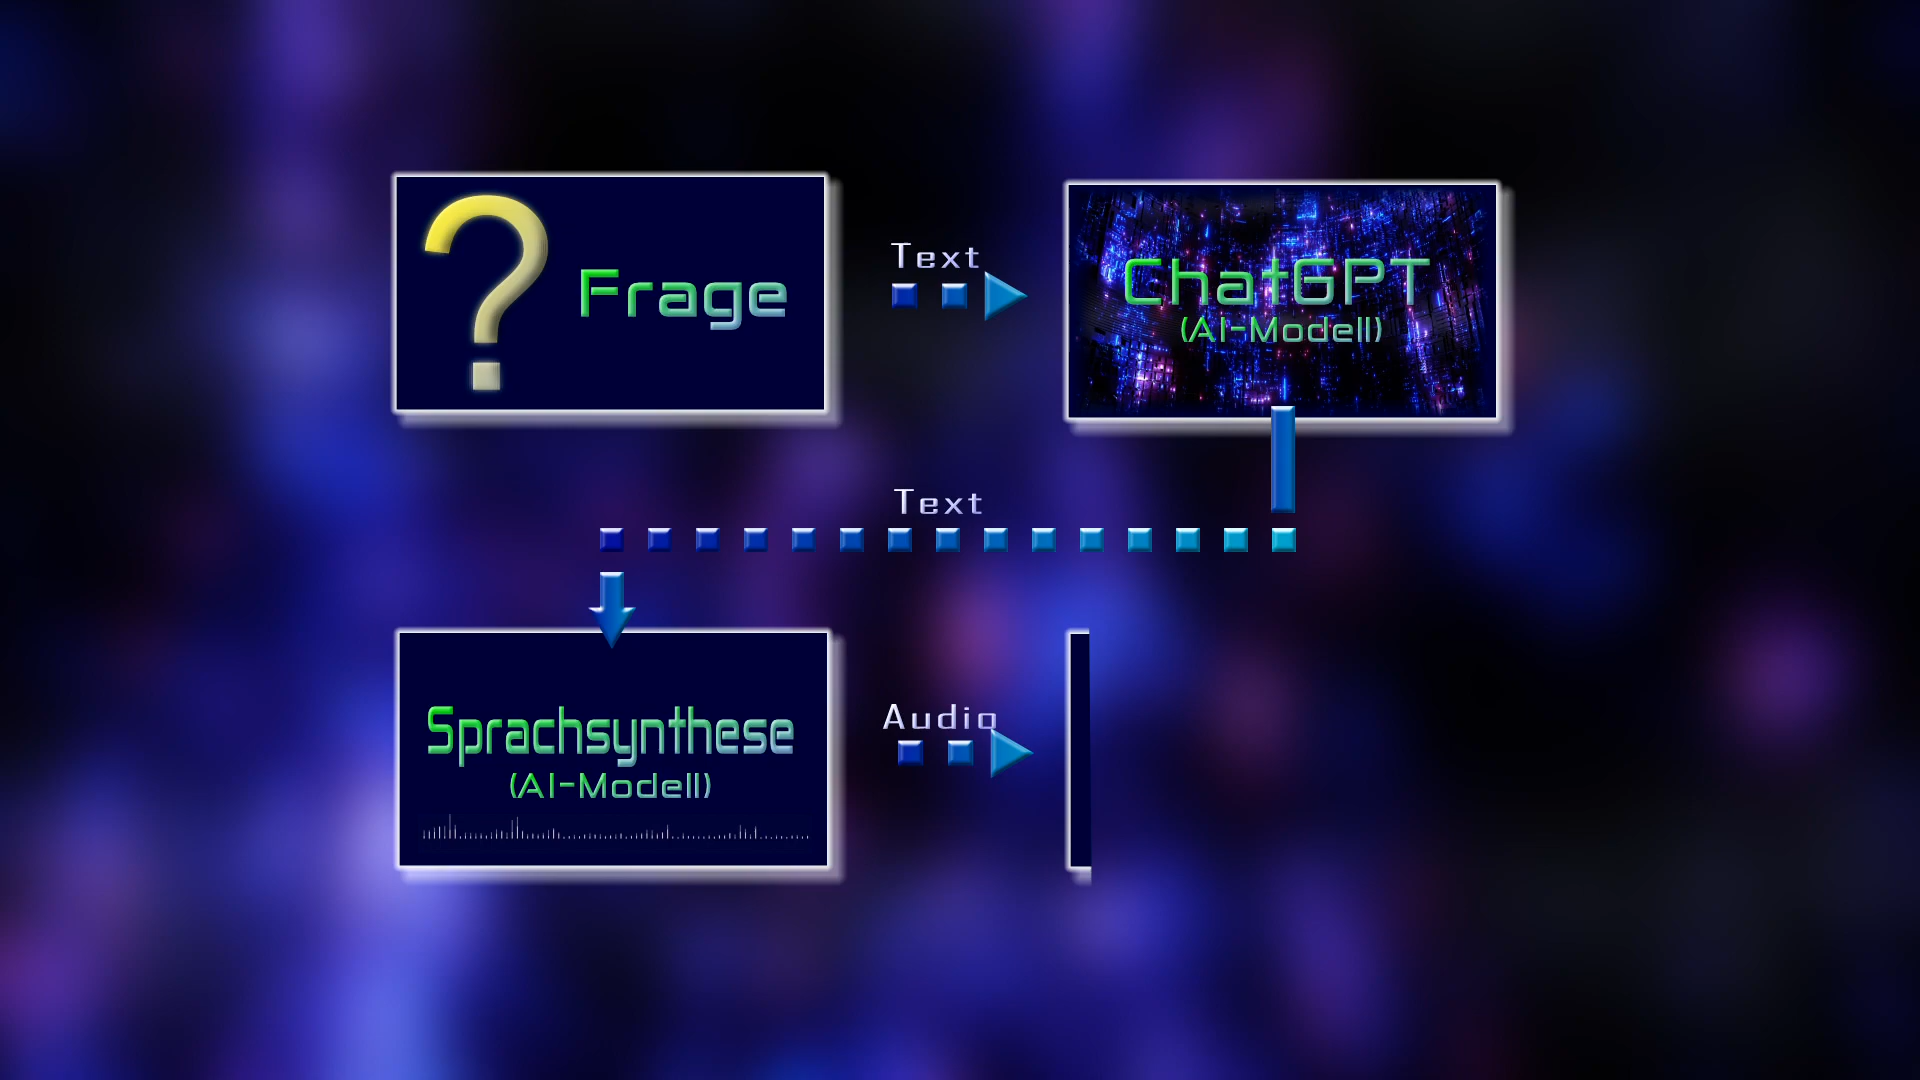 ?
Frage
Text
ChatGPT
(AI-Modell)
Text
Sprachsynthese
(AI-Modell)
Audio